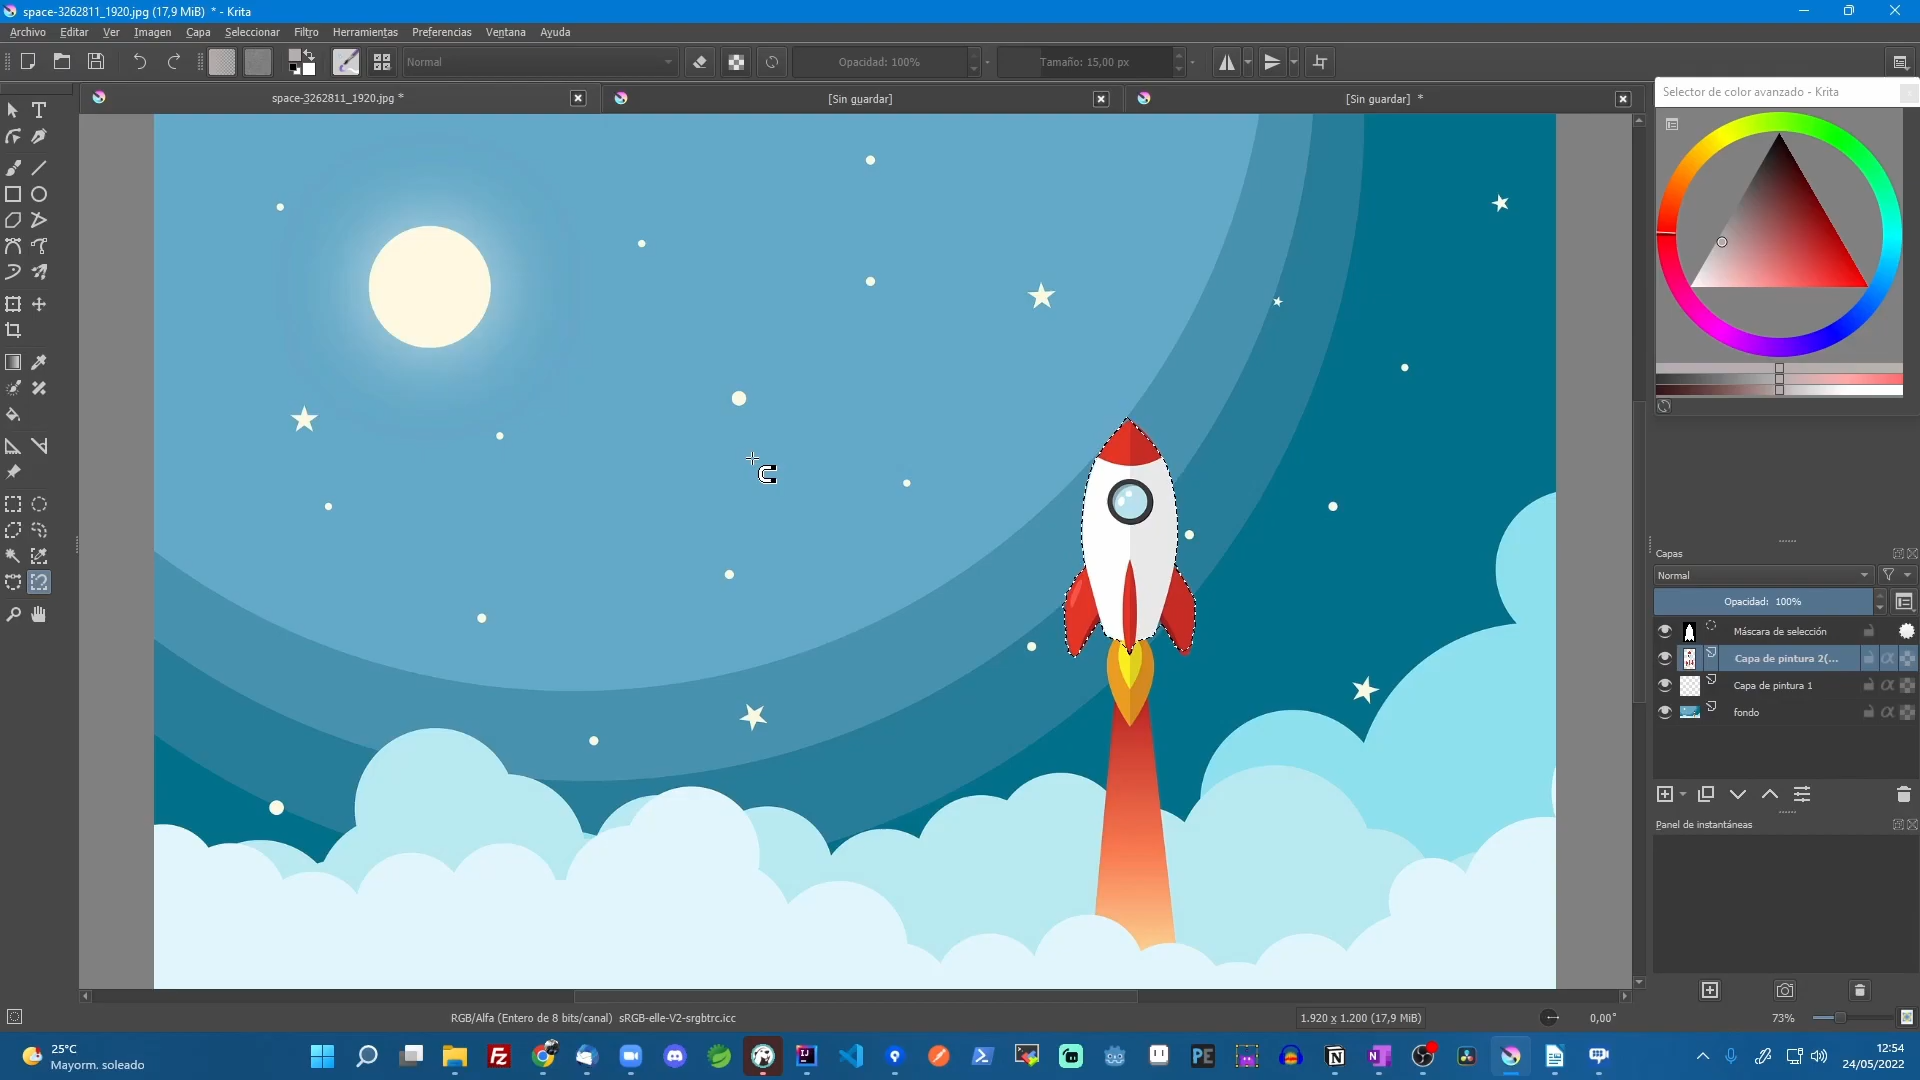 space-3262811_1920.jpg (17,9 MiB) * - Krita
Archivo Editar Ver Imagen Capa Seleccionar Filtro Herramientas Preferencias Ventana Ayuda
Normal
Opacidad: 100%
Tamaño: 15,00 px
space-3262811_1920.jpg *
[Sin guardar]
[Sin guardar] *
Selector de color avanzado - Krita
Capas
Normal
Opacidad: 100%
Máscara de selección
Capa de pintura 2(...
Capa de pintura 1
fondo
Panel de instantáneas
RGB/Alfa (Entero de 8 bits/canal) sRGB-elle-V2-srgbtrc.icc
1.920 x 1.200 (17,9 MiB)
0,00°
73%
25°C
Mayorm. soleado
12:54
24/05/2022